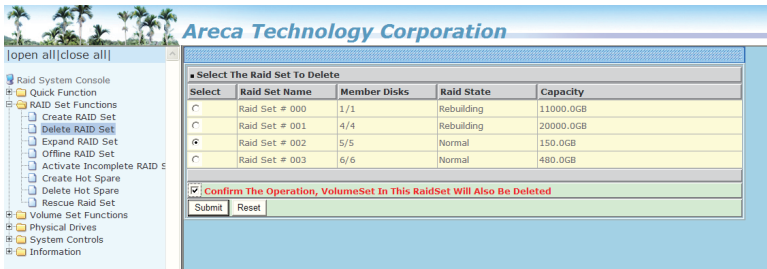 Areca Technology Corporation
|open all|close all|
Raid System Console
Quick Function
RAID Set Functions
Create RAID Set
Delete RAID Set
Expand RAID Set
Offline RAID Set
Activate Incomplete RAID S
Create Hot Spare
Delete Hot Spare
Rescue Raid Set
Volume Set Functions
Physical Drives
System Controls
Information
Select The Raid Set To Delete
Select Raid Set Name Member Disks Raid State Capacity
Raid Set # 000 1/1 Rebuilding 11000.0GB
Raid Set # 001 4/4 Rebuilding 20000.0GB
Raid Set # 002 5/5 Normal 150.0GB
Raid Set # 003 6/6 Normal 480.0GB
Confirm The Operation, VolumeSet In This RaidSet Will Also Be Deleted
Submit Reset